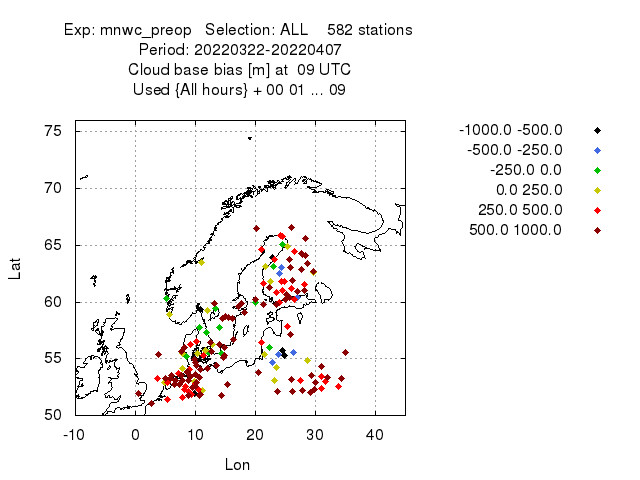 Exp: mnwc_preop   Selection: ALL    582 stations
Period: 20220322-20220407
Cloud base bias [m] at  09 UTC
Used {All hours} + 00 01 ... 09
-1000.0 -500.0
-500.0 -250.0
-250.0 0.0
0.0 250.0
250.0 500.0
500.0 1000.0
75
70
65
60
55
50
Lat
-10 0 10 20 30 40
Lon